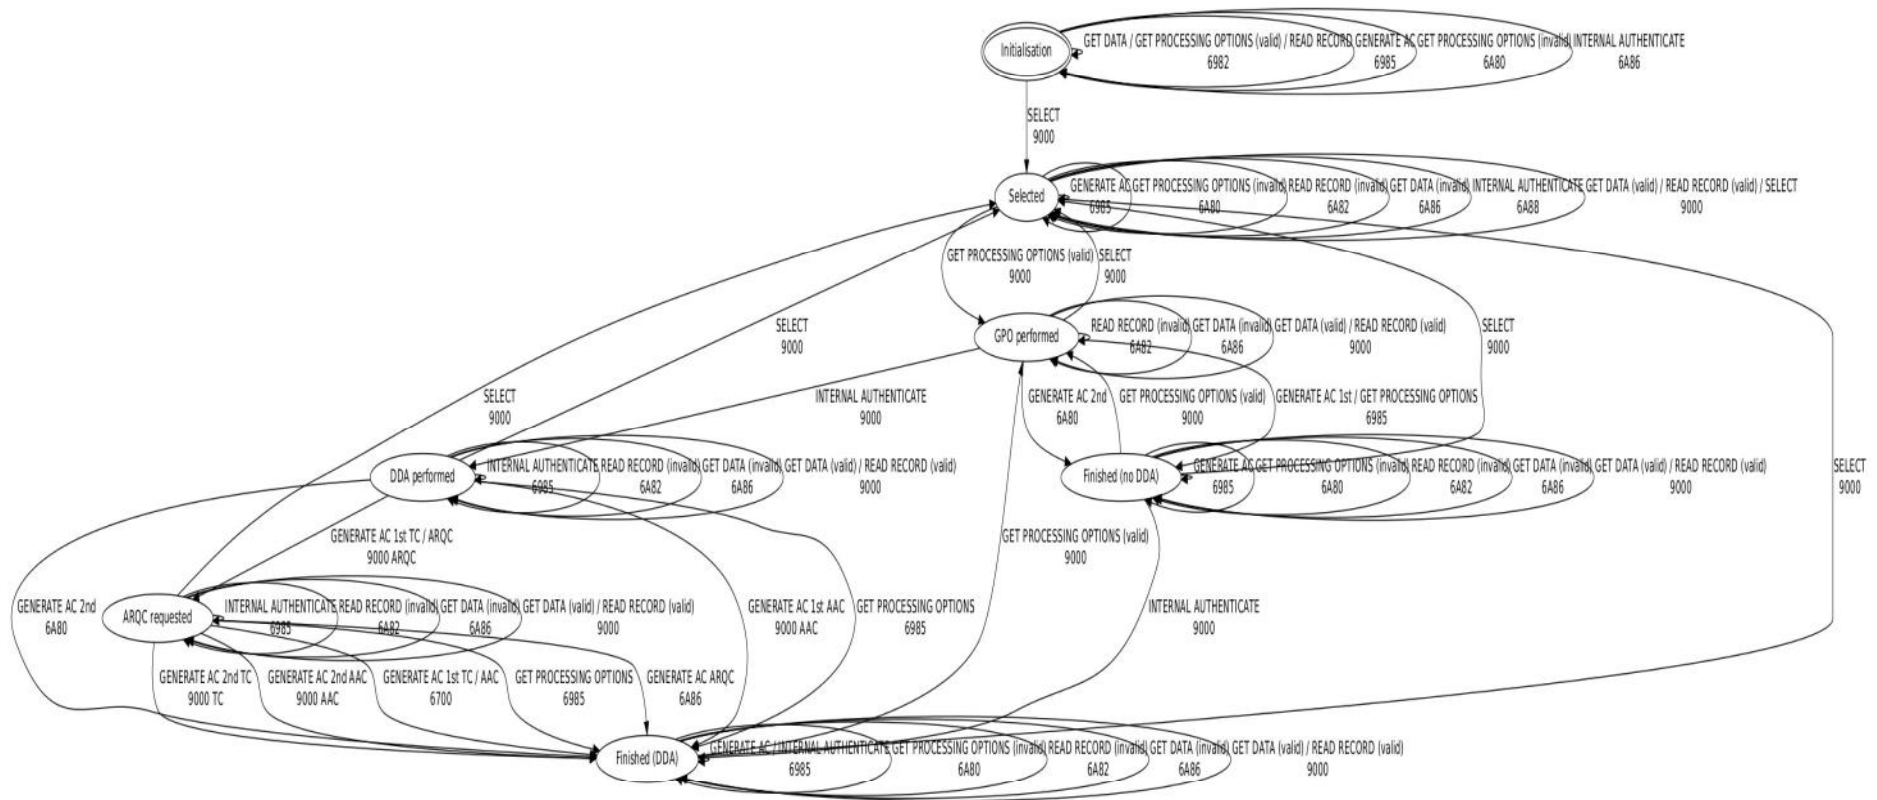 Initialisation
GET DATA / GET PROCESSING OPTIONS (valid) / READ RECORD
6982
GENERATE AC
6985
GET PROCESSING OPTIONS (invalid)
6A80
INTERNAL AUTHENTICATE
6A86
SELECT
9000
Selected
GENERATE AC
6985
GET PROCESSING OPTIONS (invalid)
6A80
READ RECORD (invalid)
6A82
GET DATA (invalid)
6A86
INTERNAL AUTHENTICATE
6A88
GET DATA (valid) / READ RECORD (valid) / SELECT
9000
GET PROCESSING OPTIONS (valid)
9000
SELECT
9000
SELECT
9000
GPO performed
READ RECORD (invalid)
6A82
GET DATA (invalid)
6A86
GET DATA (valid) / READ RECORD (valid)
9000
SELECT
9000
SELECT
9000
INTERNAL AUTHENTICATE
9000
GENERATE AC 2nd
6A80
GET PROCESSING OPTIONS (valid)
9000
GENERATE AC 1st / GET PROCESSING OPTIONS
6985
DDA performed
INTERNAL AUTHENTICATE
6985
READ RECORD (invalid)
6A82
GET DATA (invalid)
6A86
GET DATA (valid) / READ RECORD (valid)
9000
Finished (no DDA)
GENERATE AC
6985
GET PROCESSING OPTIONS (invalid)
6A80
READ RECORD (invalid)
6A82
GET DATA (invalid)
6A86
GET DATA (valid) / READ RECORD (valid)
9000
SELECT
9000
GENERATE AC 1st TC / ARQC
9000 ARQC
GET PROCESSING OPTIONS (valid)
9000
GENERATE AC 2nd
6A80
ARQC requested
INTERNAL AUTHENTICATE
6985
READ RECORD (invalid)
6A82
GET DATA (invalid)
6A86
GET DATA (valid) / READ RECORD (valid)
9000
GENERATE AC 1st AAC
9000 AAC
GET PROCESSING OPTIONS
6985
INTERNAL AUTHENTICATE
9000
GENERATE AC 2nd TC
9000 TC
GENERATE AC 2nd AAC
9000 AAC
GENERATE AC 1st TC / AAC
6700
GET PROCESSING OPTIONS
6985
GENERATE AC ARQC
6A86
Finished (DDA)
GENERATE AC / INTERNAL AUTHENTICATE
6985
GET PROCESSING OPTIONS (invalid)
6A80
READ RECORD (invalid)
6A82
GET DATA (invalid)
6A86
GET DATA (valid) / READ RECORD (valid)
9000